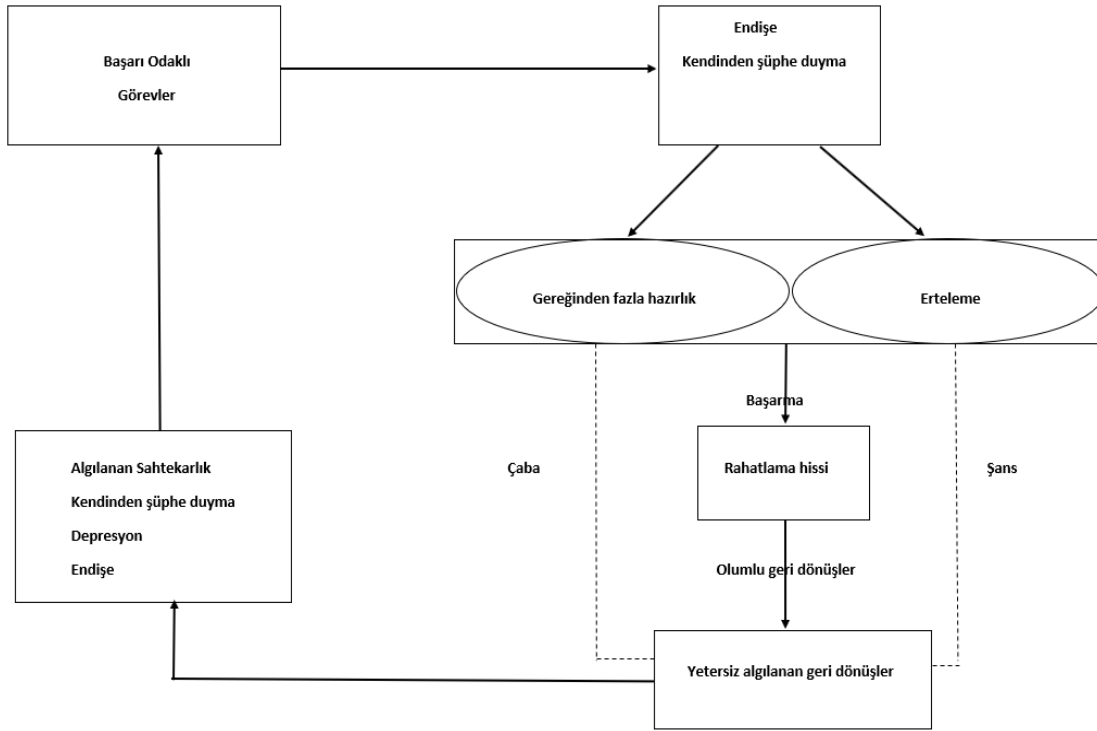 Başarı Odaklı
Görevler
Endişe
Kendinden şüphe duyma
Gereğinden fazla hazırlık
Erteleme
Başarma
Çaba
Rahatlama hissi
Şans
Olumlu geri dönüşler
Yetersiz algılanan geri dönüşler
Algılanan Sahtekarlık
Kendinden şüphe duyma
Depresyon
Endişe